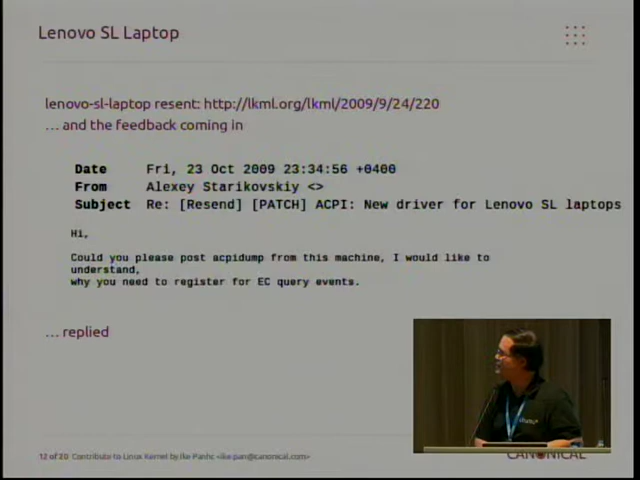 Lenovo SL Laptop
lenovo-sl-laptop resent: http://lkml.org/lkml/2009/9/24/220
… and the feedback coming in
Date Fri, 23 Oct 2009 23:34:56 +0400
From Alexey Starikovskiy <>
Subject Re: [Resend] [PATCH] ACPI: New driver for Lenovo SL laptops
Hi,
Could you please post acpidump from this machine, I would like to
understand,
why you need to register for EC query events.
… replied
12 of 20 Contribute to Linux Kernel by Ike Panhc <ike.pan@canonical.com>
CANONICAL